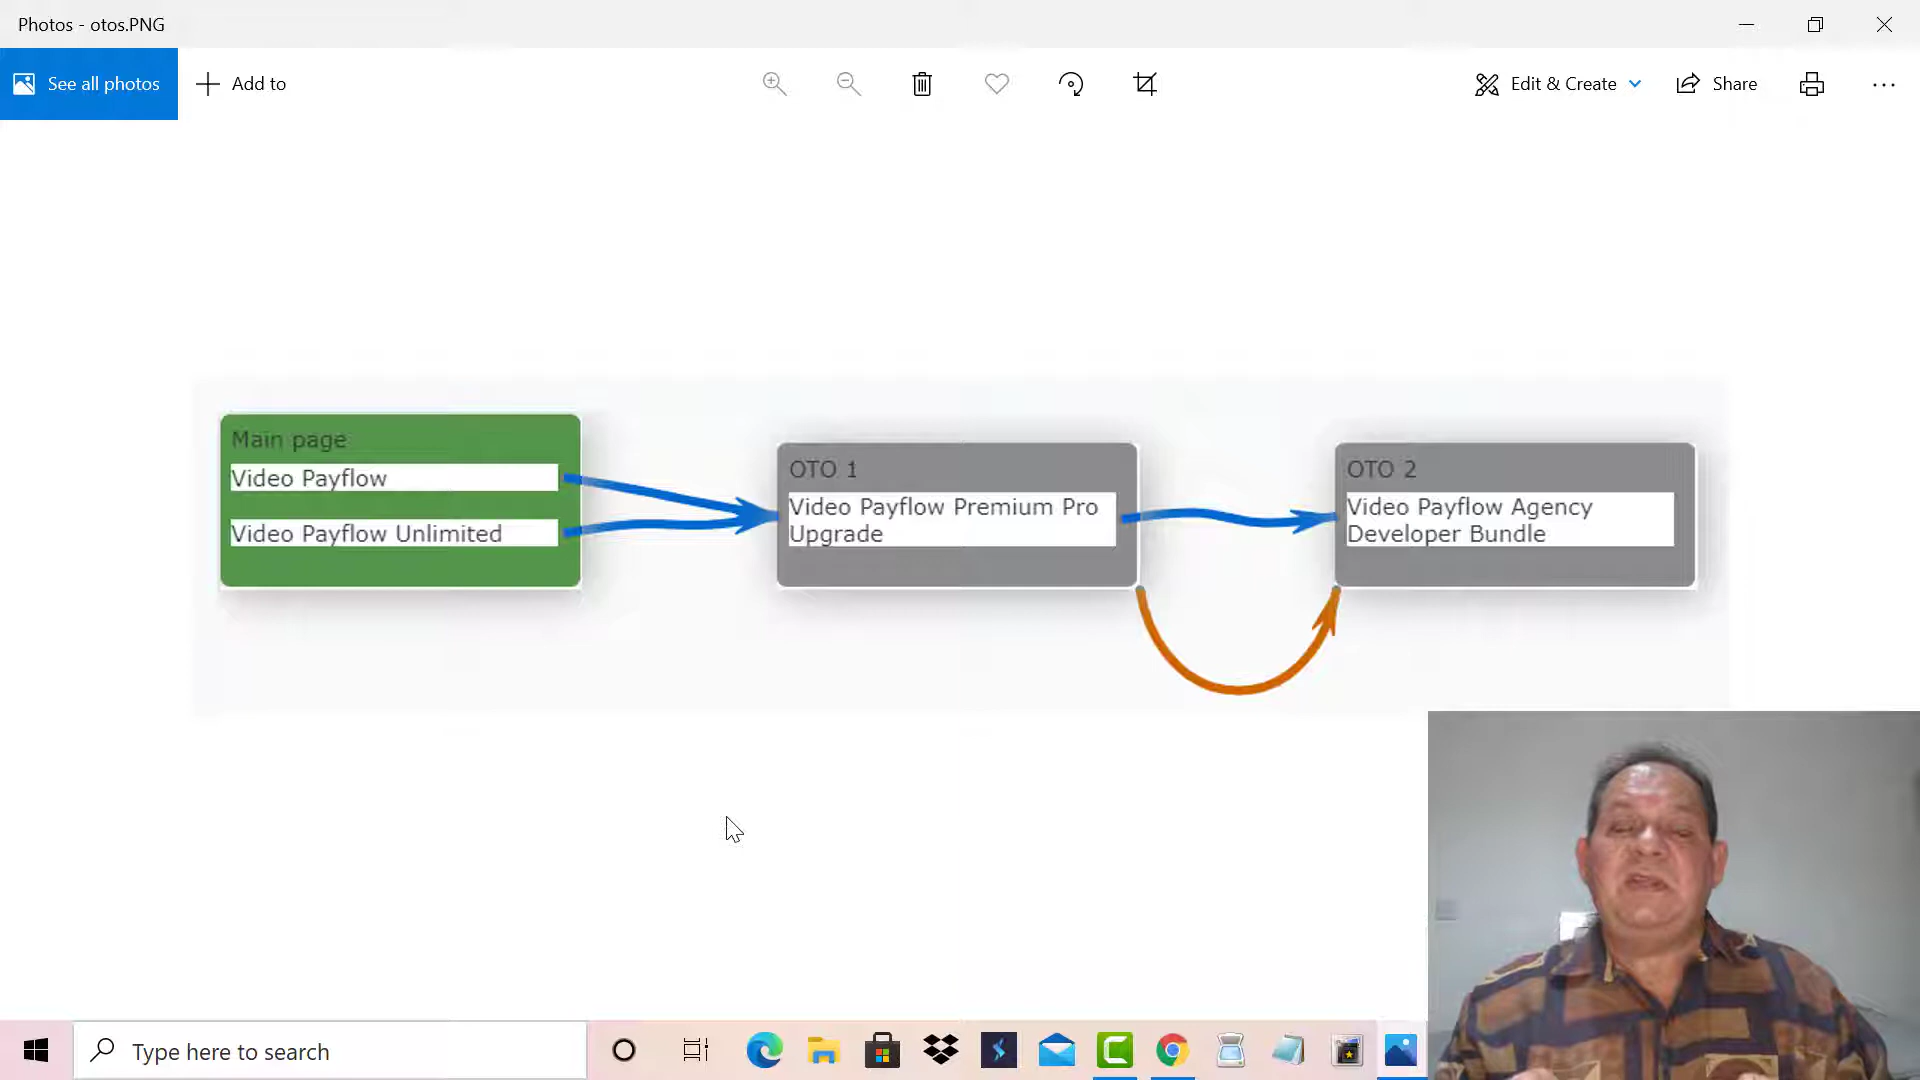 Photos - otos.PNG
See all photos
Add to
Edit & Create
Share
Main page
Video Payflow
Video Payflow Unlimited
OTO 1
Video Payflow Premium Pro
Upgrade
OTO 2
Video Payflow Agency
Developer Bundle
Type here to search